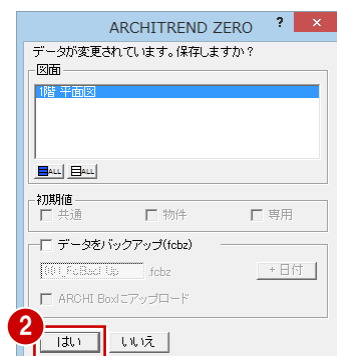 ARCHITREND ZERO ? ×
データが変更されています。保存しますか？
図面
1階 平面図
ALL ALL
初期値
共通 物件 専用
データをバックアップ(fcbz)
001_FcBacl Up .fcbz +日付
ARCHI Boxにアップロード
2
はい いいえ